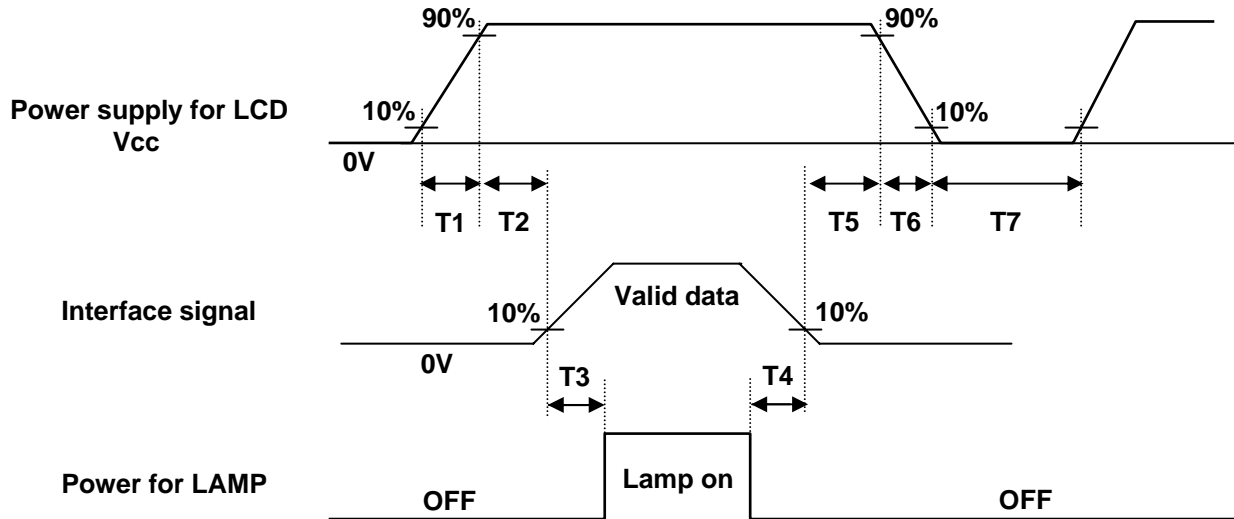 90%
90%
Power supply for LCD
Vcc
10%
10%
0V
T1
T2
T5
T6
T7
Interface signal
Valid data
10%
10%
0V
T3
T4
Power for LAMP
Lamp on
OFF
OFF